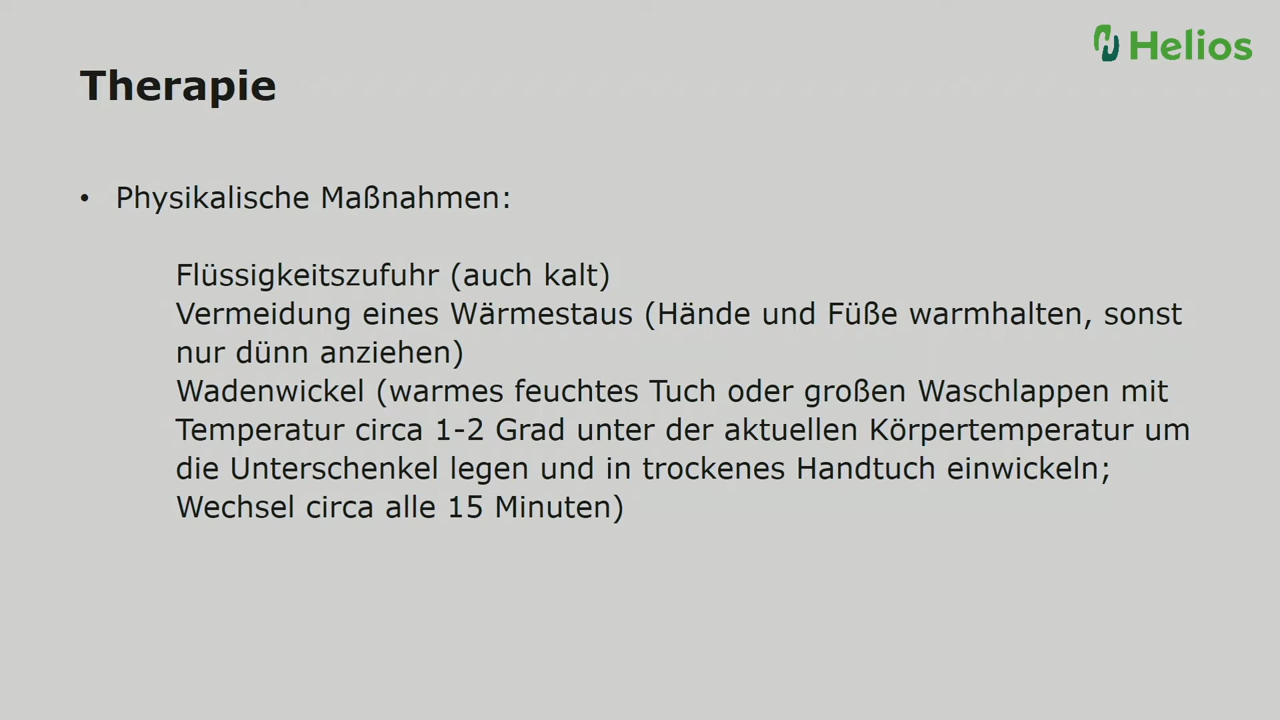 Helios
Therapie
• Physikalische Maßnahmen:
Flüssigkeitszufuhr (auch kalt)
Vermeidung eines Wärmestaus (Hände und Füße warmhalten, sonst
nur dünn anziehen)
Wadenwickel (warmes feuchtes Tuch oder großen Waschlappen mit
Temperatur circa 1-2 Grad unter der aktuellen Körpertemperatur um
die Unterschenkel legen und in trockenes Handtuch einwickeln;
Wechsel circa alle 15 Minuten)